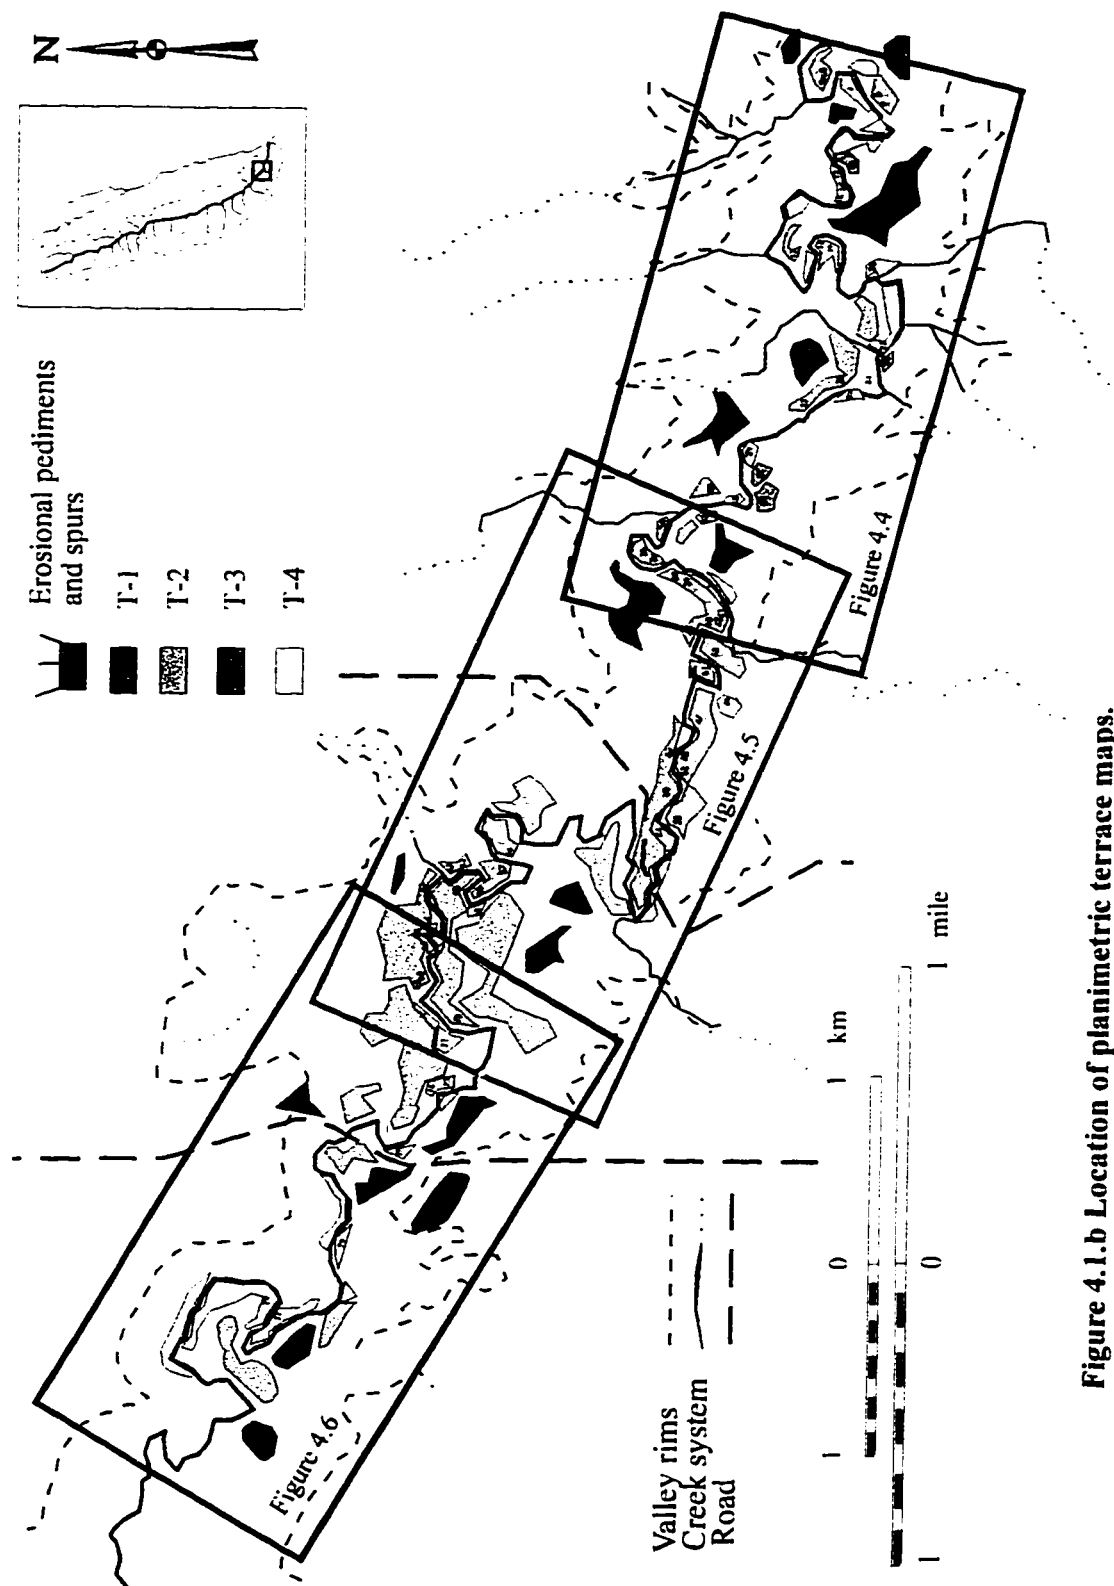 N
Erosional pediments
and spurs
T-1
T-2
T-3
T-4
Figure 4.4
Figure 4.5
Figure 4.6
Valley rims
Creek system
Road
1 0 1 km
1 0 1 mile
Figure 4.1.b Location of planimetric terrace maps.